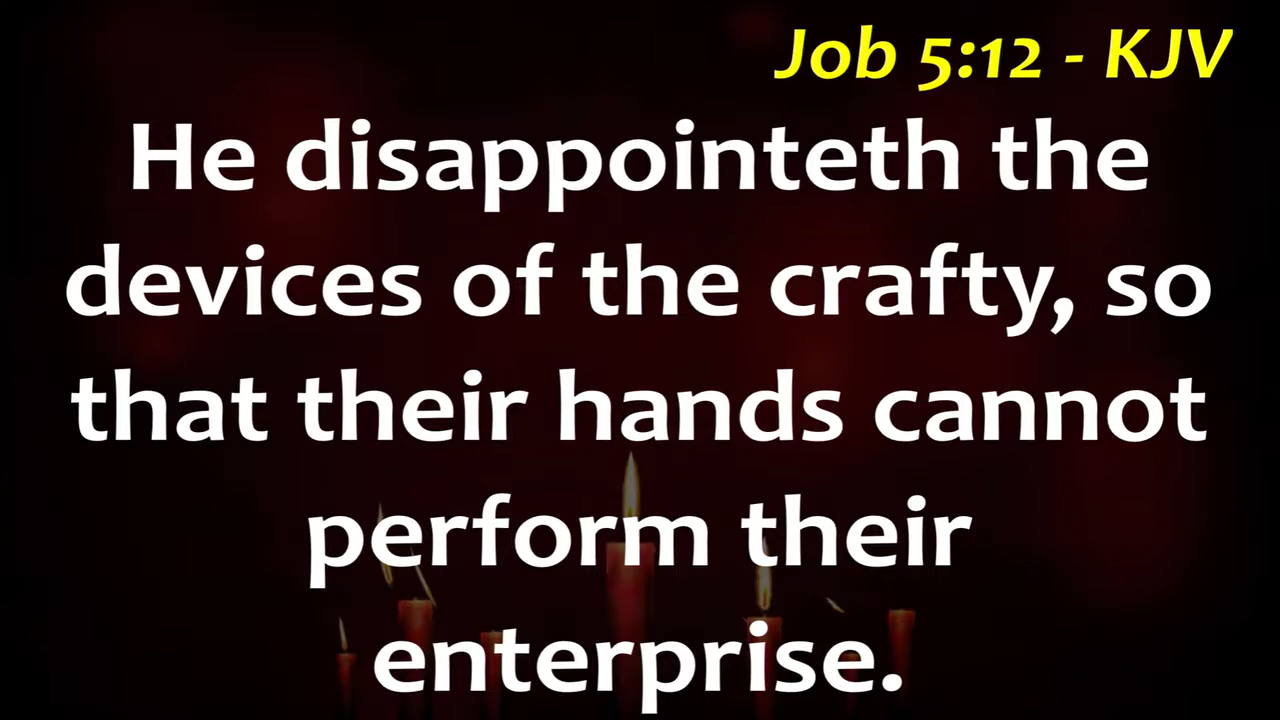 Job 5:12 - KJV
He disappointeth the
devices of the crafty, so
that their hands cannot
perform their
enterprise.